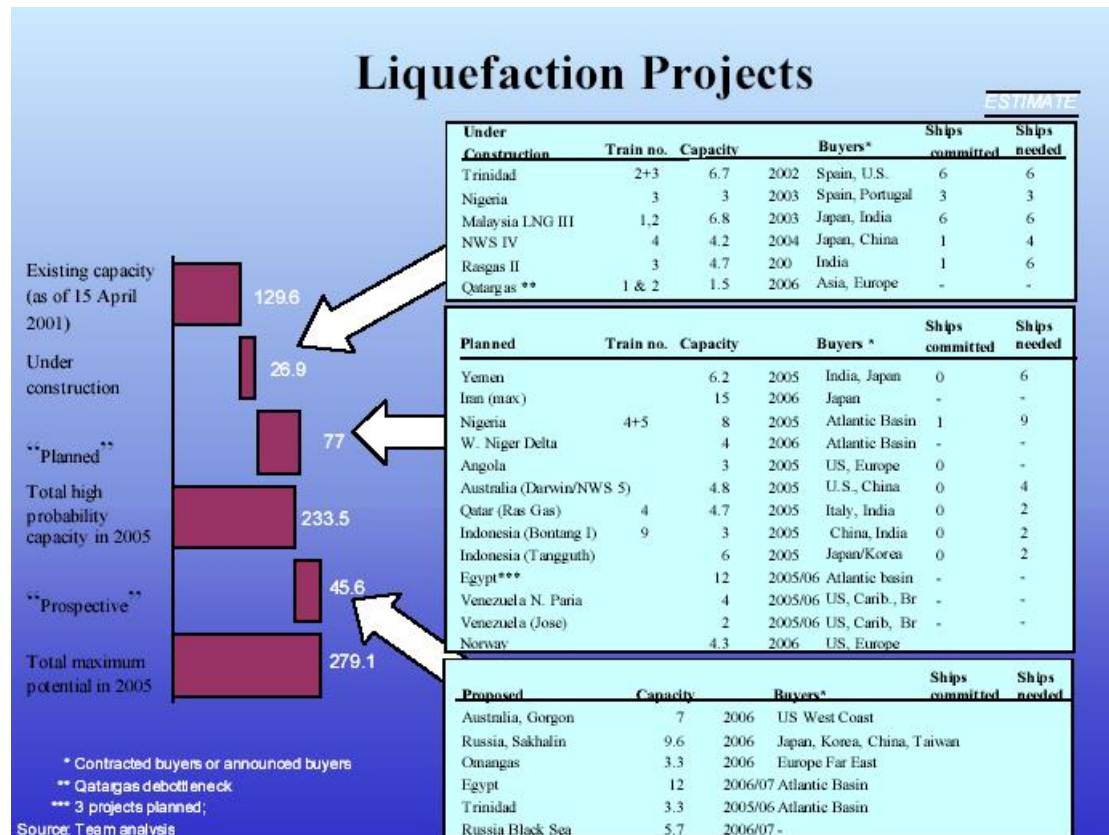 Liquefaction Projects
ESTIMATE
Existing capacity
(as of 15 April
2001)
129.6
Under
construction
26.9
“Planned”
77
Total high
probability
capacity in 2005
233.5
“Prospective”
45.6
Total maximum
potential in 2005
279.1
* Contracted buyers or announced buyers
** Qatargas debottleneck
*** 3 projects planned;
Source: Team analysis
Under Construction Train no. Capacity Buyers* Ships committed Ships needed
Trinidad 2+3 6.7 2002 Spain, U.S. 6 6
Nigeria 3 3 2003 Spain, Portugal 3 3
Malaysia LNG III 1,2 6.8 2003 Japan, India 6 6
NWS IV 4 4.2 2004 Japan, China 1 4
Rasgas II 3 4.7 200 India 1 6
Qatargas ** 1 & 2 1.5 2006 Asia, Europe - -
Planned Train no. Capacity Buyers * Ships committed Ships needed
Yemen 6.2 2005 India, Japan 0 6
Iran (max) 15 2006 Japan - -
Nigeria 4+5 8 2005 Atlantic Basin 1 9
W. Niger Delta 4 2006 Atlantic Basin - -
Angola 3 2005 US, Europe 0 -
Australia (Darwin/NWS 5) 4.8 2005 U.S., China 0 4
Qatar (Ras Gas) 4 4.7 2005 Italy, India 0 2
Indonesia (Bontang I) 9 3 2005 China, India 0 2
Indonesia (Tangguth) 6 2005 Japan/Korea 0 2
Egypt*** 12 2005/06 Atlantic basin - -
Venezuela N. Paria 4 2005/06 US, Carib., Br - -
Venezuela (Jose) 2 2005/06 US, Carib, Br - -
Norway 4.3 2006 US, Europe
Proposed Capacity Buyers* Ships committed Ships needed
Australia, Gorgon 7 2006 US West Coast
Russia, Sakhalin 9.6 2006 Japan, Korea, China, Taiwan
Omangas 3.3 2006 Europe Far East
Egypt 12 2006/07 Atlantic Basin
Trinidad 3.3 2005/06 Atlantic Basin
Russia Black Sea 5.7 2006/07 -